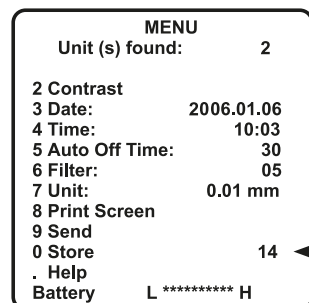 MENU
Unit (s) found: 2
2 Contrast
3 Date: 2006.01.06
4 Time: 10:03
5 Auto Off Time: 30
6 Filter: 05
7 Unit: 0.01 mm
8 Print Screen
9 Send
0 Store 14
. Help
Battery L ********** H